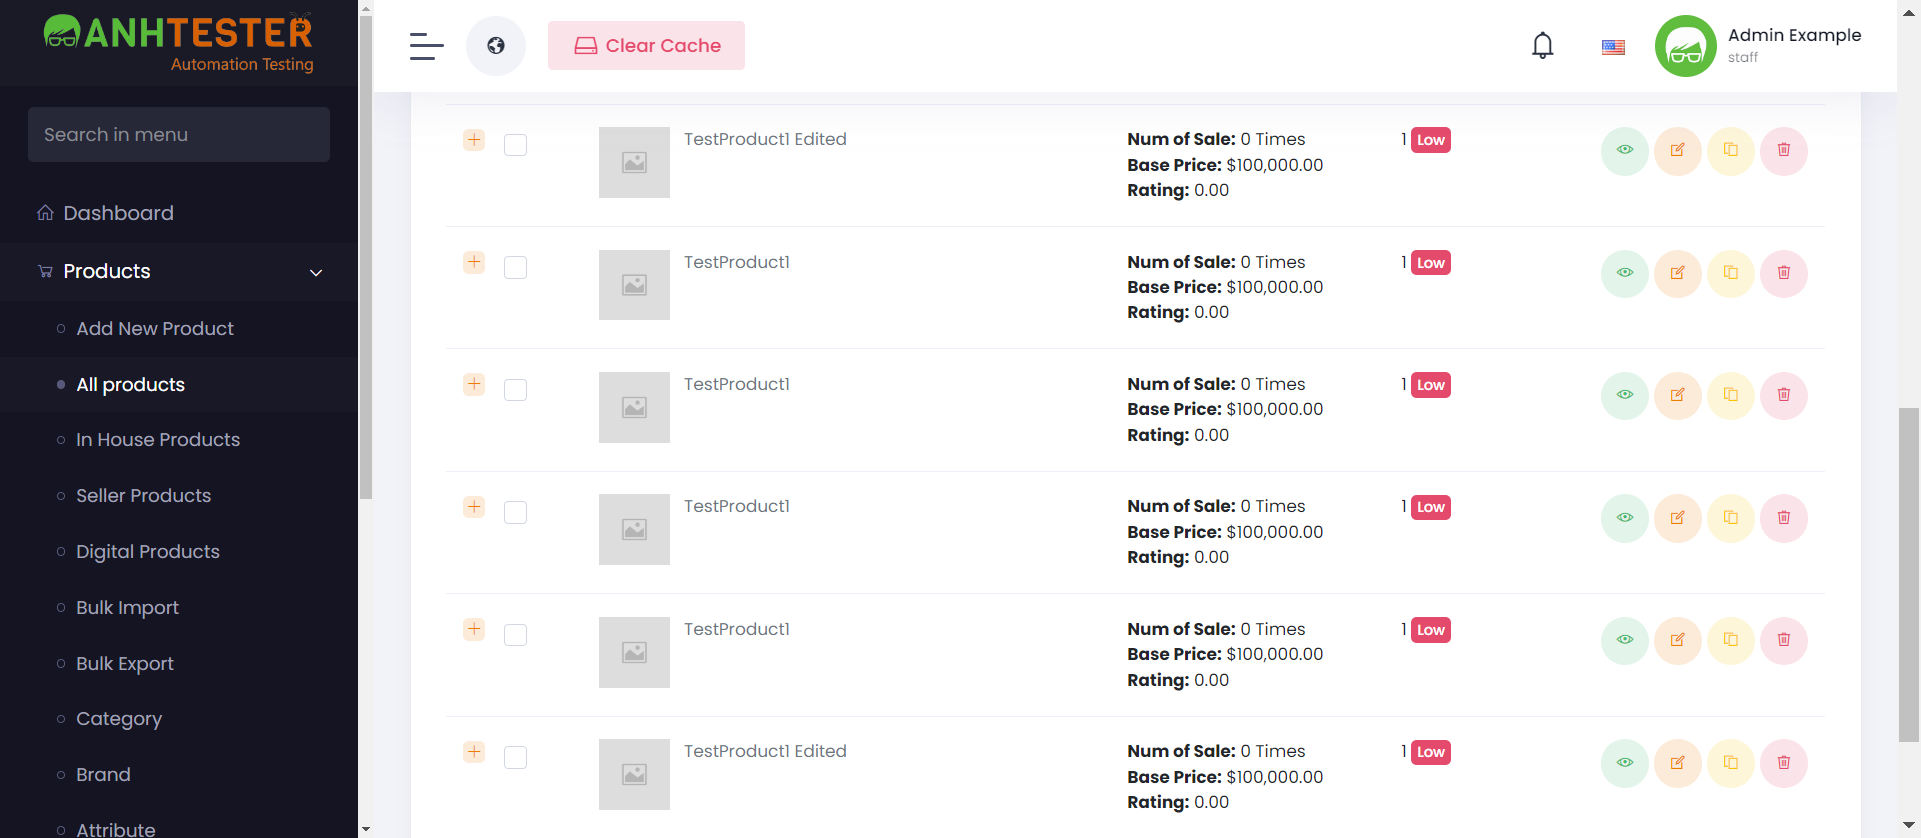 ANHTESTER
Automation Testing
Search in menu
Dashboard
Products
Add New Product
All products
In House Products
Seller Products
Digital Products
Bulk Import
Bulk Export
Category
Brand
Attribute
Clear Cache
Admin Example
staff
TestProduct1 Edited
Num of Sale: 0 Times
Base Price: $100,000.00
Rating: 0.00
1 Low
TestProduct1
Num of Sale: 0 Times
Base Price: $100,000.00
Rating: 0.00
1 Low
TestProduct1
Num of Sale: 0 Times
Base Price: $100,000.00
Rating: 0.00
1 Low
TestProduct1
Num of Sale: 0 Times
Base Price: $100,000.00
Rating: 0.00
1 Low
TestProduct1
Num of Sale: 0 Times
Base Price: $100,000.00
Rating: 0.00
1 Low
TestProduct1 Edited
Num of Sale: 0 Times
Base Price: $100,000.00
Rating: 0.00
1 Low